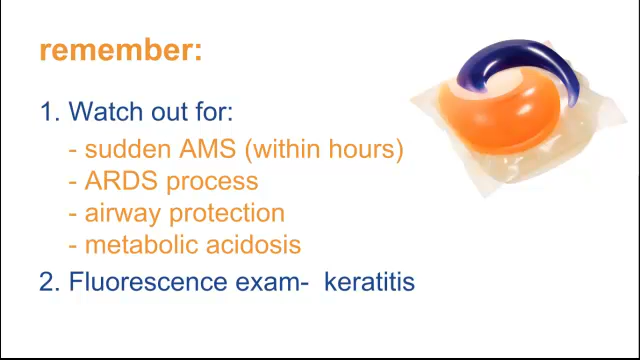 remember:
1. Watch out for:
- sudden AMS (within hours)
- ARDS process
- airway protection
- metabolic acidosis
2. Fluorescence exam-  keratitis